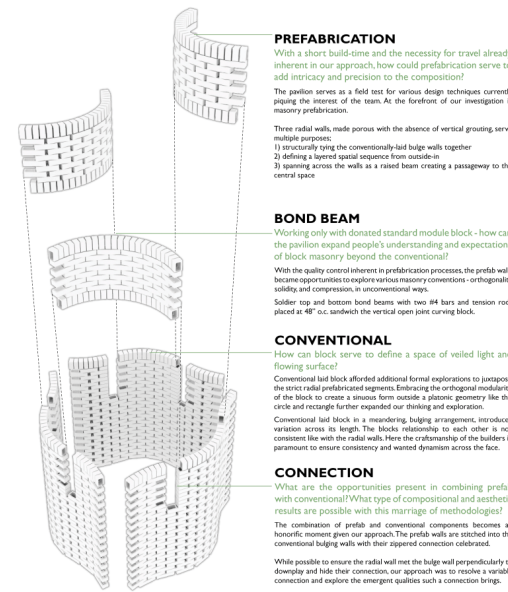 PREFABRICATION
With a short build-time and the necessity for travel alread
inherent in our approach, how could prefabrication serve t
add intricacy and precision to the composition?
The pavilion serves as a field test for various design techniques current
piquing the interest of the team. At the forefront of our investigation i
masonry prefabrication.
Three radial walls, made porous with the absence of vertical grouting, serv
multiple purposes;
1) structurally tying the conventionally-laid bulge walls together
2) defining a layered spatial sequence from outside-in
3) spanning across the walls as a raised beam creating a passageway to th
central space
BOND BEAM
Working only with donated standard module block - how ca
the pavilion expand people's understanding and expectation
of block masonry beyond the conventional?
With the quality control inherent in prefabrication processes, the prefab wall
became opportunities to explore various masonry conventions - orthogonalit
solidity, and compression, in unconventional ways.
Soldier top and bottom bond beams with two #4 bars and tension rod
placed at 48" o.c. sandwich the vertical open joint curving block.
CONVENTIONAL
How can block serve to define a space of veiled light an
flowing surface?
Conventional laid block afforded additional formal explorations to juxtapos
the strict radial prefabricated segments. Embracing the orthogonal modularit
of the block to create a sinuous form outside a platonic geometry like th
circle and rectangle further expanded our thinking and exploration.
Conventional laid block in a meandering, bulging arrangement, introduce
variation across its length. The blocks relationship to each other is no
consistent like with the radial walls. Here the craftsmanship of the builders i
paramount to ensure consistency and wanted dynamism across the face.
CONNECTION
What are the opportunities present in combining prefa
with conventional? What type of compositional and aestheti
results are possible with this marriage of methodologies?
The combination of prefab and conventional components becomes a
honorific moment given our approach. The prefab walls are stitched into th
conventional bulging walls with their zippered connection celebrated.
While possible to ensure the radial wall met the bulge wall perpendicularly t
downplay and hide their connection, our approach was to resolve a variabl
connection and explore the emergent qualities such a connection brings.